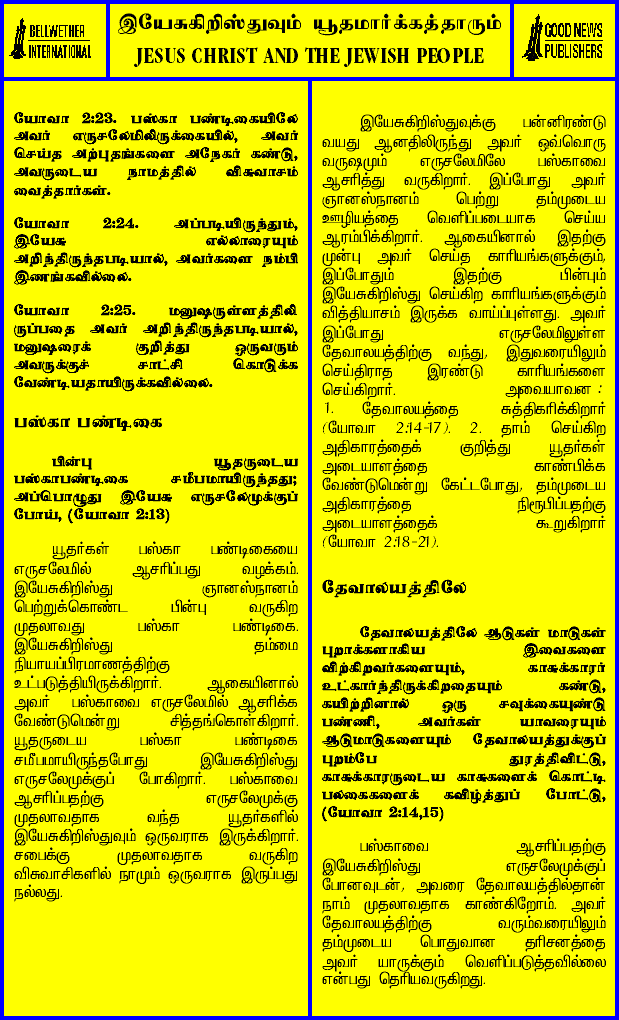 BELLWETHER
INTERNATIONAL
இயேசுகிறிஸ்துவும் யூதமார்க்கத்தாரும்
JESUS CHRIST AND THE JEWISH PEOPLE
GOOD NEWS
PUBLISHERS
யோவா 2:23. பஸ்கா பண்டிகையிலே
அவர் எருசலேமிலிருக்கையில், அவர்
செய்த அற்புதங்களை அநேகர் கண்டு,
அவருடைய நாமத்தில் விசுவாசம்
வைத்தார்கள்.
யோவா 2:24. அப்படியிருந்தும்,
இயேசு எல்லாரையும்
அறிந்திருந்தபடியால், அவர்களை நம்பி
இணங்கவில்லை.
யோவா 2:25. மனுஷருள்ளத்திலி
ருப்பதை அவர் அறிந்திருந்தபடியால்,
மனுஷரைக் குறித்து ஒருவரும்
அவருக்குச் சாட்சி கொடுக்க
வேண்டியதாயிருக்கவில்லை.
பஸ்கா பண்டிகை
பின்பு யூதருடைய
பஸ்காபண்டிகை சமீபமாயிருந்தது;
அப்பொழுது இயேசு எருசலேமுக்குப்
போய், (யோவா 2:13)
யூதர்கள் பஸ்கா பண்டிகையை
எருசலேமில் ஆசரிப்பது வழக்கம்.
இயேசுகிறிஸ்து ஞானஸ்நானம்
பெற்றுக்கொண்ட பின்பு வருகிற
முதலாவது பஸ்கா பண்டிகை.
இயேசுகிறிஸ்து தம்மை
நியாயப்பிரமாணத்திற்கு
உட்படுத்தியிருக்கிறார். ஆகையினால்
அவர் பஸ்காவை எருசலேமில் ஆசரிக்க
வேண்டுமென்று சித்தங்கொள்கிறார்.
யூதருடைய பஸ்கா பண்டிகை
சமீபமாயிருந்தபோது இயேசுகிறிஸ்து
எருசலேமுக்குப் போகிறார். பஸ்காவை
ஆசரிப்பதற்கு எருசலேமுக்கு
முதலாவதாக வந்த யூதர்களில்
இயேசுகிறிஸ்துவும் ஒருவராக இருக்கிறார்.
சபைக்கு முதலாவதாக வருகிற
விசுவாசிகளில் நாமும் ஒருவராக இருப்பது
நல்லது.
இயேசுகிறிஸ்துவுக்கு பன்னிரண்டு
வயது ஆனதிலிருந்து அவர் ஒவ்வொரு
வருஷமும் எருசலேமிலே பஸ்காவை
ஆசரித்து வருகிறார். இப்போது அவர்
ஞானஸ்நானம் பெற்று தம்முடைய
ஊழியத்தை வெளிப்படையாக செய்ய
ஆரம்பிக்கிறார். ஆகையினால் இதற்கு
முன்பு அவர் செய்த காரியங்களுக்கும்,
இப்போதும் இதற்கு பின்பும்
இயேசுகிறிஸ்து செய்கிற காரியங்களுக்கும்
வித்தியாசம் இருக்க வாய்ப்புள்ளது. அவர்
இப்போது எருசலேமிலுள்ள
தேவாலயத்திற்கு வந்து, இதுவரையிலும்
செய்திராத இரண்டு காரியங்களை
செய்கிறார். அவையாவன :
1. தேவாலயத்தை சுத்திகரிக்கிறார்
(யோவா 2:14-17). 2. தாம் செய்கிற
அதிகாரத்தைக் குறித்து யூதர்கள்
அடையாளத்தை காண்பிக்க
வேண்டுமென்று கேட்டபோது, தம்முடைய
அதிகாரத்தை நிரூபிப்பதற்கு
அடையாளத்தைக் கூறுகிறார்
(யோவா 2:18-21).
தேவாலயத்திலே
தேவாலயத்திலே ஆடுகள் மாடுகள்
புறாக்களாகிய இவைகளை
விற்கிறவர்களையும், காசுக்காரர்
உட்கார்ந்திருக்கிறதையும் கண்டு,
கயிற்றினால் ஒரு சவுக்கையுண்டு
பண்ணி, அவர்கள் யாவரையும்
ஆடுமாடுகளையும் தேவாலயத்துக்குப்
புறம்பே துரத்திவிட்டு,
காசுக்காரருடைய காசுகளைக் கொட்டி,
பலகைகளைக் கவிழ்த்துப் போட்டு,
(யோவா 2:14,15)
பஸ்காவை ஆசரிப்பதற்கு
இயேசுகிறிஸ்து எருசலேமுக்குப்
போனவுடன், அவரை தேவாலயத்தில்தான்
நாம் முதலாவதாக காண்கிறோம். அவர்
தேவாலயத்திற்கு வரும்வரையிலும்
தம்முடைய பொதுவான தரிசனத்தை
அவர் யாருக்கும் வெளிப்படுத்தவில்லை
என்பது தெரியவருகிறது.